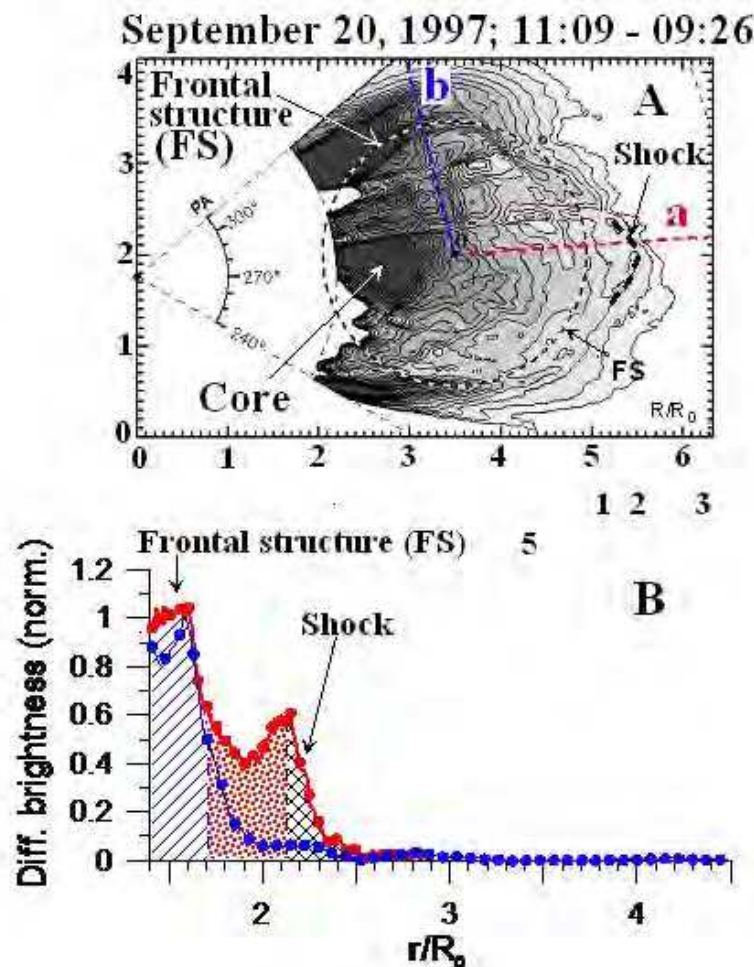 September 20, 1997; 11:09 - 09:26
A
Frontal
structure
(FS)
b
Shock
a
PA
300°
270°
240°
Core
FS
R/R₀
4
3
2
1
0
0 1 2 3 4 5 6
1 2 3
5
Frontal structure (FS)
B
Shock
Diff. brightness (norm.)
1.2
1
0.8
0.6
0.4
0.2
0
2 3 4
r/R₀